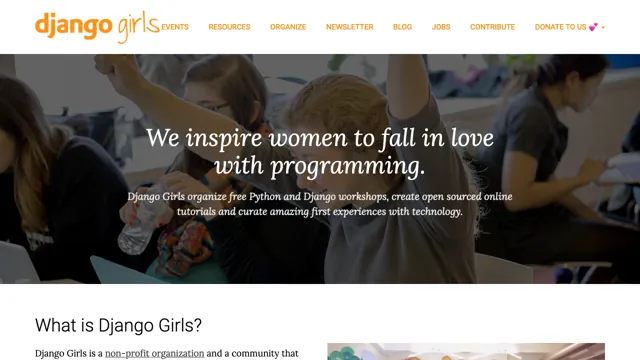 django girls
EVENTS
RESOURCES
ORGANIZE
NEWSLETTER
BLOG
JOBS
CONTRIBUTE
DONATE TO US 💕
We inspire women to fall in love
with programming.
Django Girls organize free Python and Django workshops, create open sourced online
tutorials and curate amazing first experiences with technology.
What is Django Girls?
Django Girls is a non-profit organization and a community that